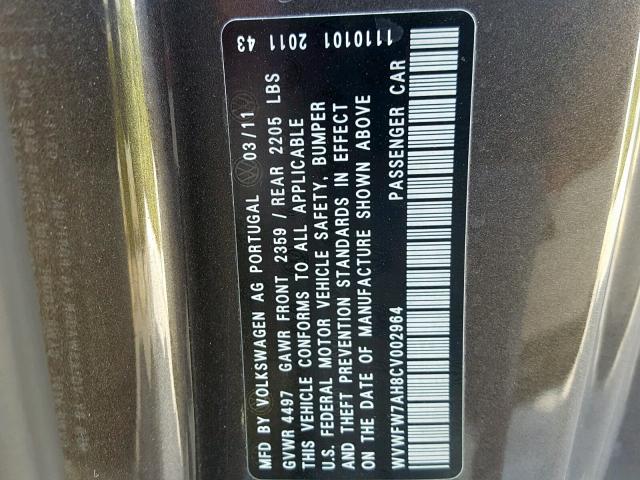 MFD BY VOLKSWAGEN AG PORTUGAL 03/11 2011 43
GVWR 4497 GAWR FRONT 2359 / REAR 2205 LBS
THIS VEHICLE CONFORMS TO ALL APPLICABLE
U.S. FEDERAL MOTOR VEHICLE SAFETY, BUMPER
AND THEFT PREVENTION STANDARDS IN EFFECT
ON THE DATE OF MANUFACTURE SHOWN ABOVE
WVWFW7AH8CV002964 PASSENGER CAR
1110101